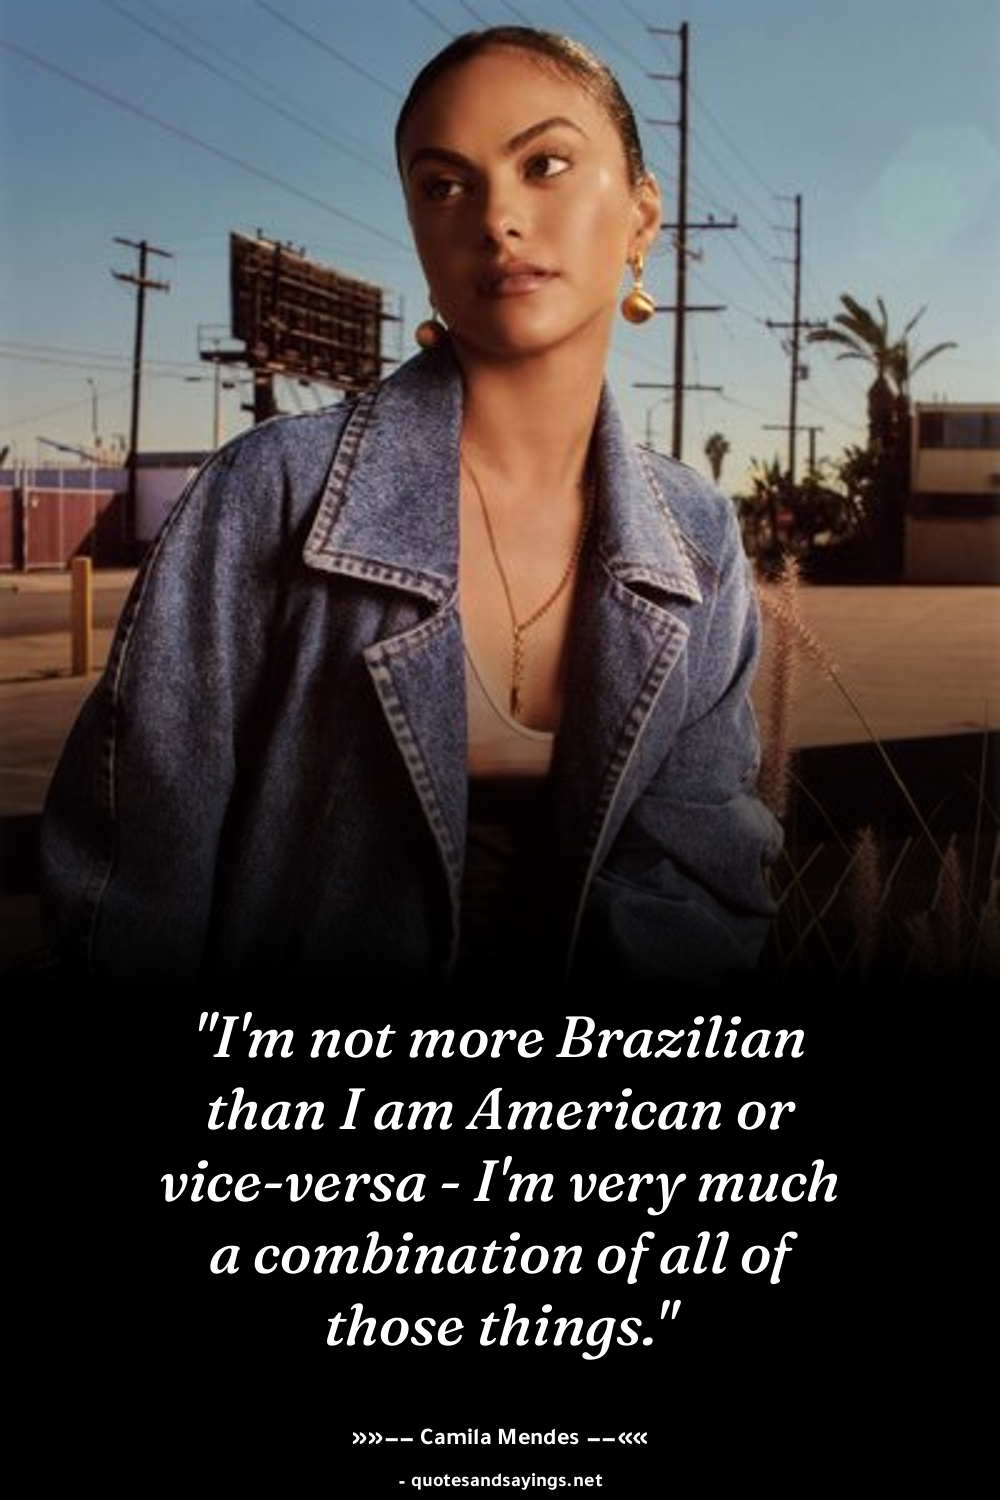 "I'm not more Brazilian
than I am American or
vice-versa - I'm very much
a combination of all of
those things."
»»−− Camila Mendes −−««
- quotesandsayings.net